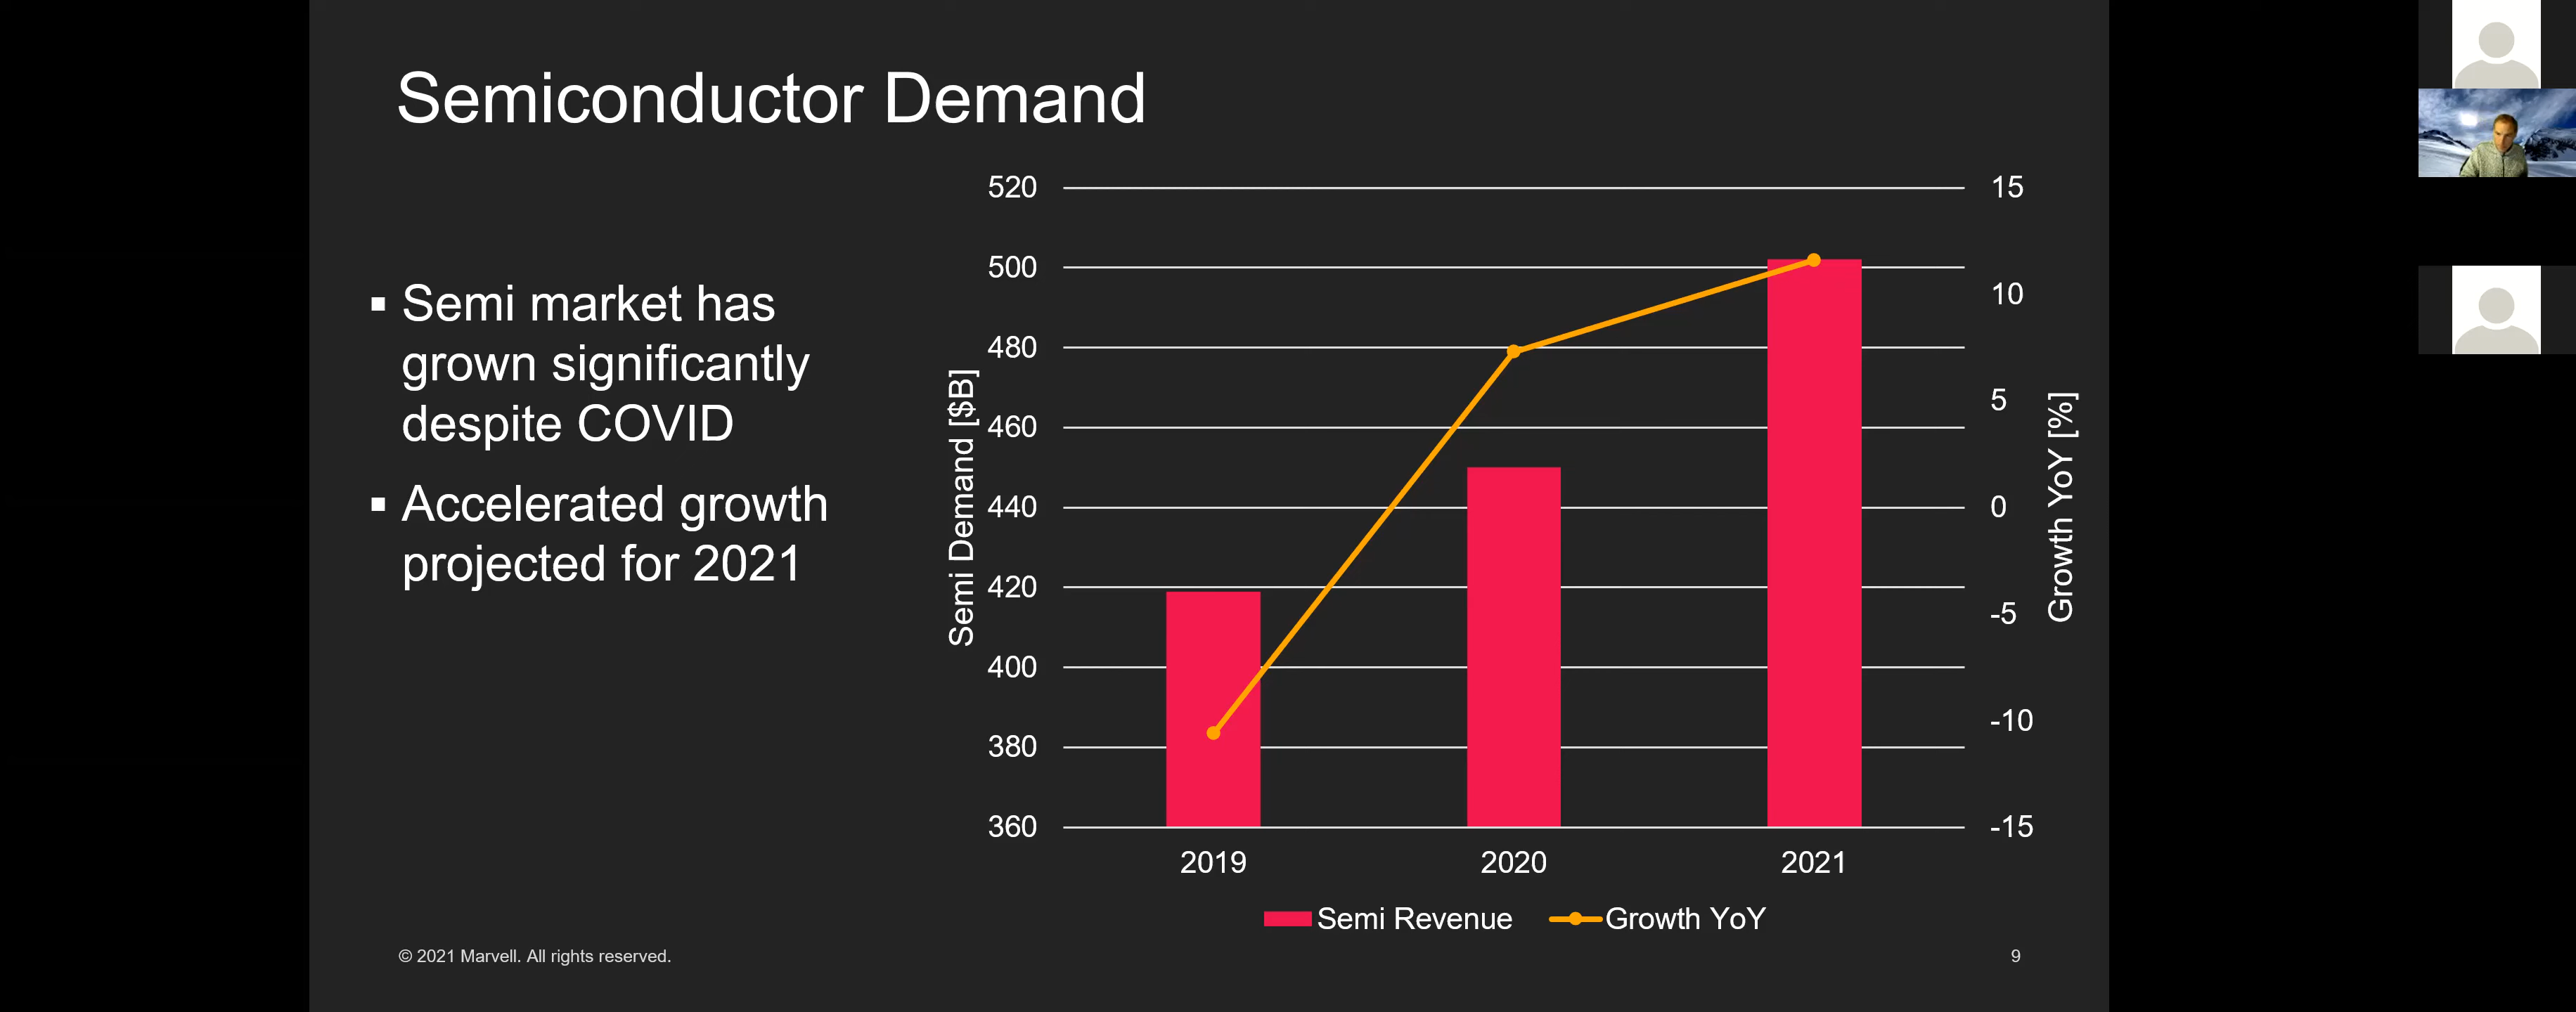 Semiconductor Demand
▪ Semi market has
grown significantly
despite COVID
▪ Accelerated growth
projected for 2021
Semi Demand [$B]
520
500
480
460
440
420
400
380
360
15
10
5
0
-5
-10
-15
Growth YoY [%]
2019 2020 2021
Semi Revenue Growth YoY
© 2021 Marvell. All rights reserved.
9